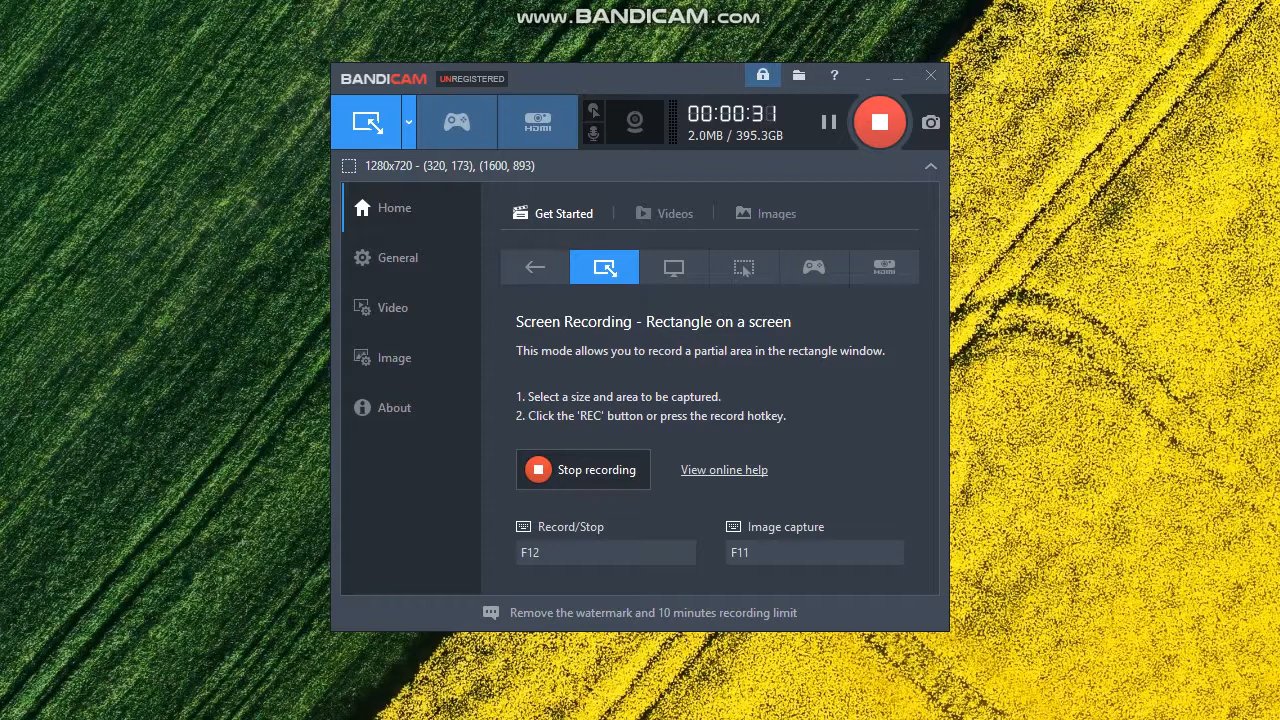 www.BANDICAM.com
BANDICAM UNREGISTERED
?
HDMI
00:00:31
2.0MB / 395.3GB
1280x720 - (320, 173), (1600, 893)
Home
General
Video
Image
About
Get Started
Videos
Images
HDMI
Screen Recording - Rectangle on a screen
This mode allows you to record a partial area in the rectangle window.
1. Select a size and area to be captured.
2. Click the 'REC' button or press the record hotkey.
Stop recording
View online help
Record/Stop
Image capture
F12
F11
Remove the watermark and 10 minutes recording limit